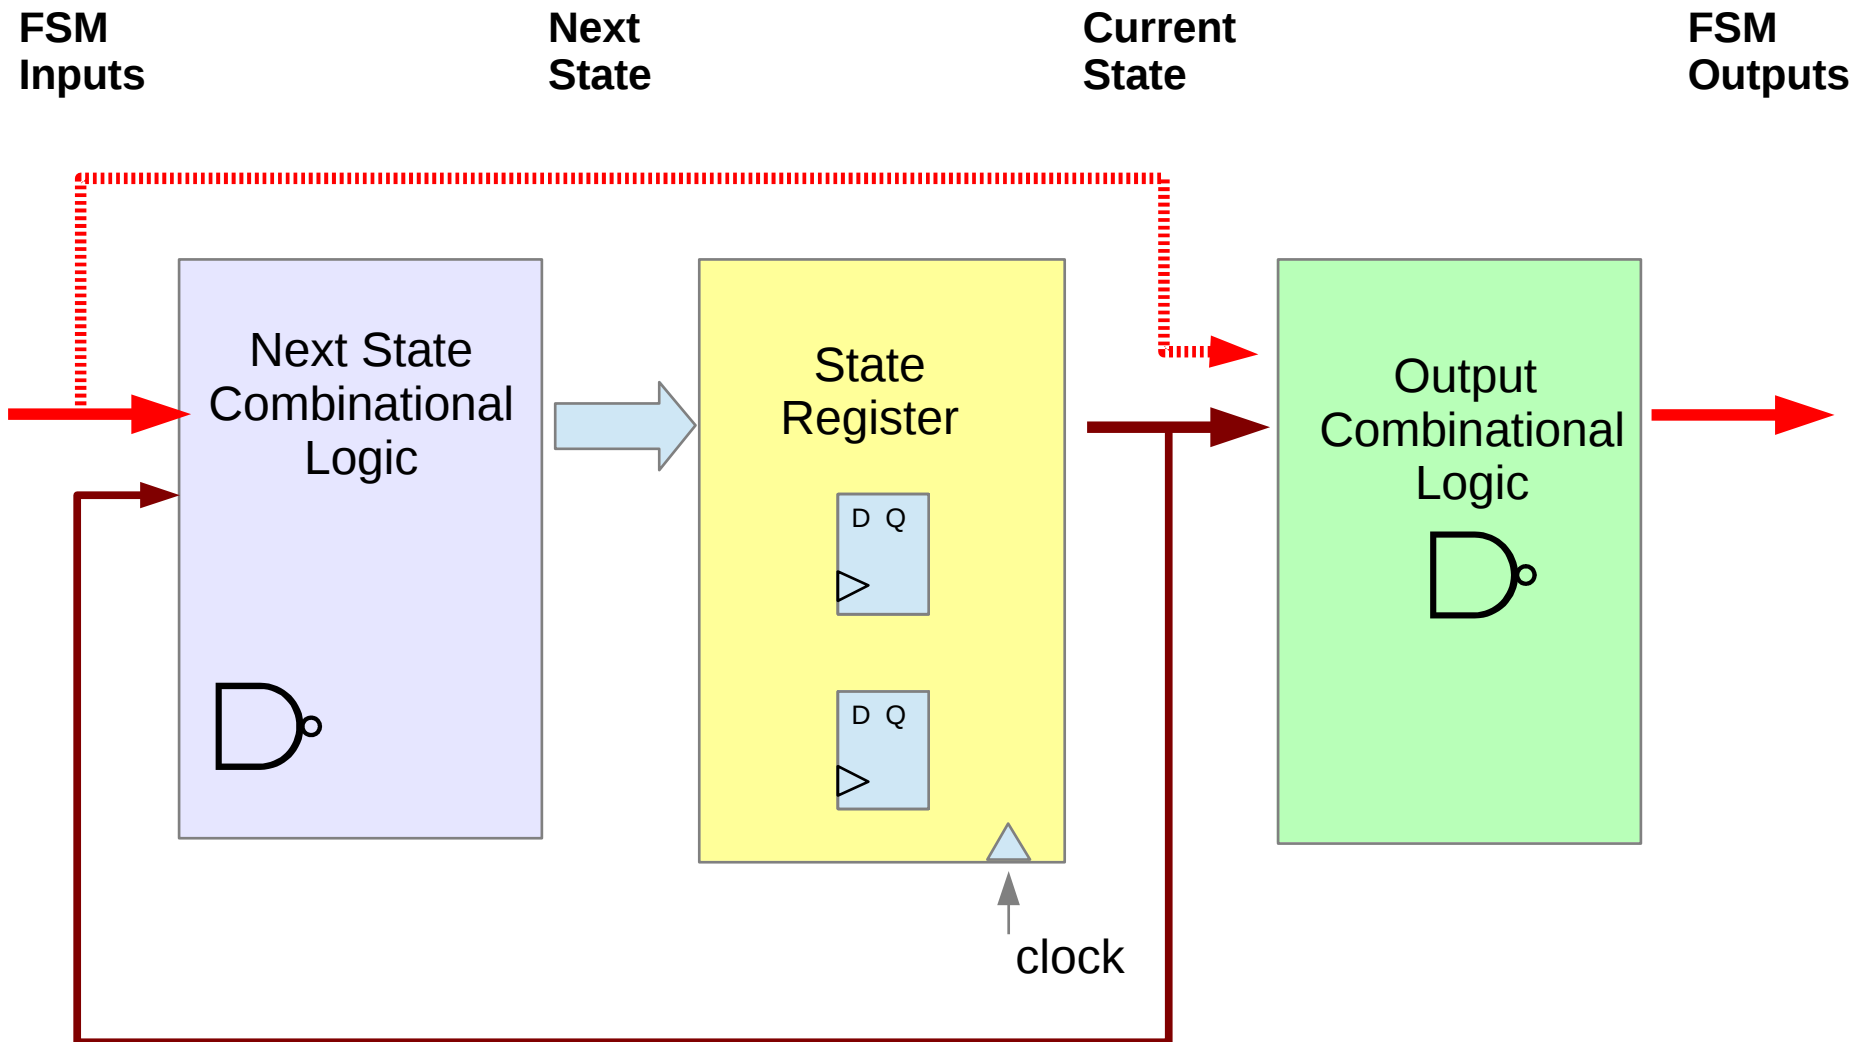 FSM
Inputs
Next
State
Current
State
FSM
Outputs
Next State
Combinational
Logic
State
Register
D Q
D Q
clock
Output
Combinational
Logic